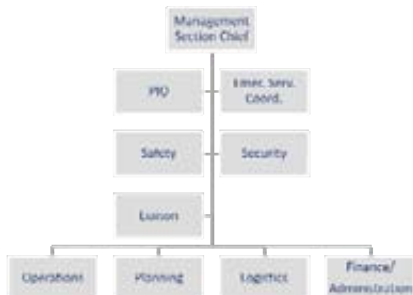 Management
Section Chief
PIO
Emer. Serv.
Coord.
Safety
Security
Liaison
Operations
Planning
Logistics
Finance/
Administration